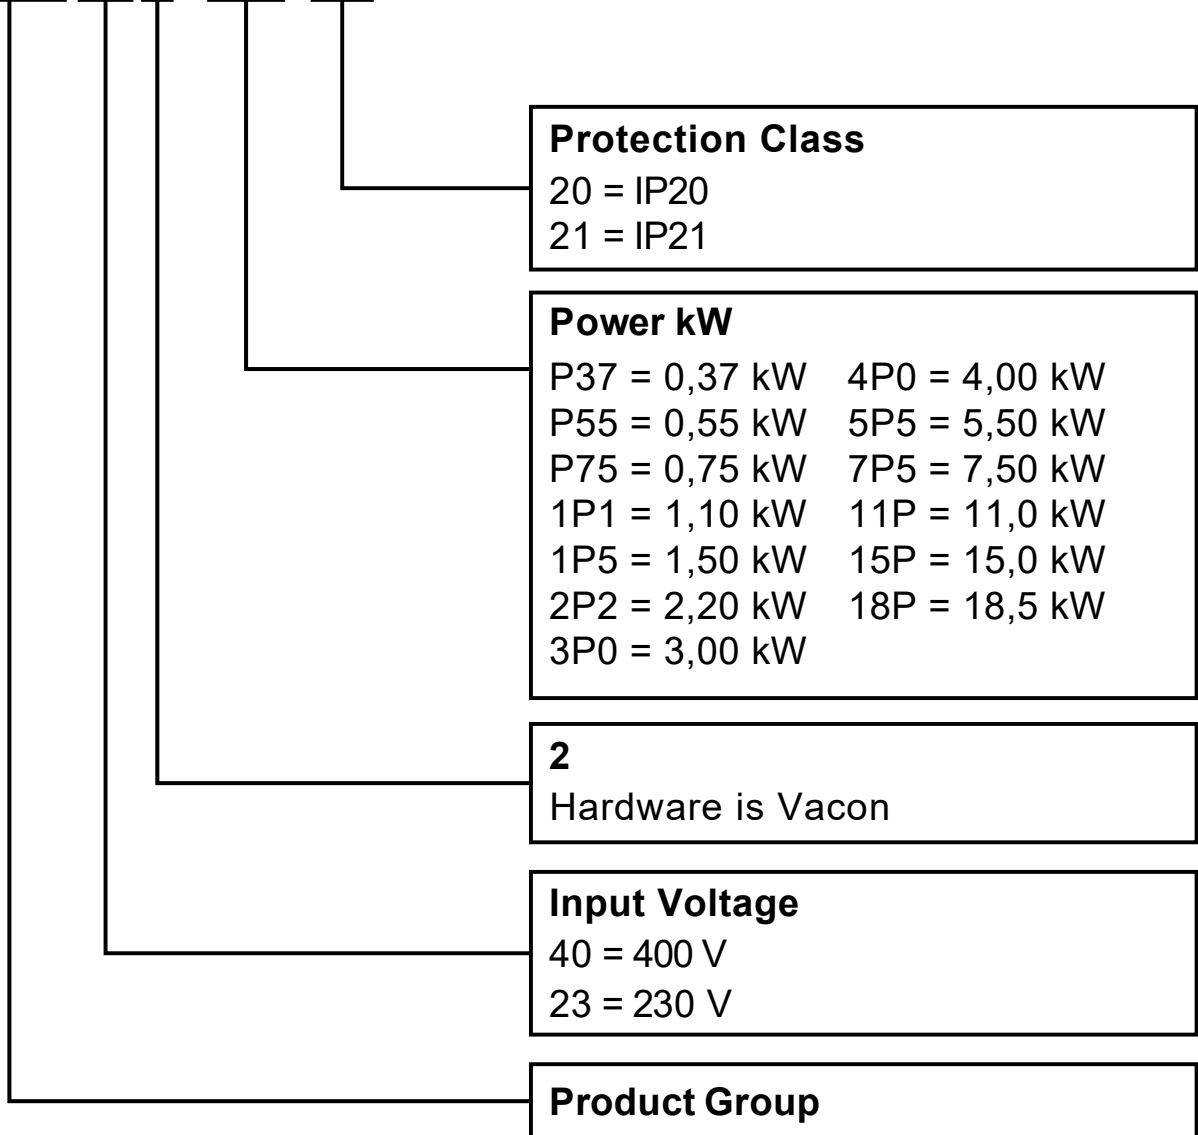 Protection Class
20 = IP20
21 = IP21
Power kW
P37 = 0,37 kW 4P0 = 4,00 kW
P55 = 0,55 kW 5P5 = 5,50 kW
P75 = 0,75 kW 7P5 = 7,50 kW
1P1 = 1,10 kW 11P = 11,0 kW
1P5 = 1,50 kW 15P = 15,0 kW
2P2 = 2,20 kW 18P = 18,5 kW
3P0 = 3,00 kW
2
Hardware is Vacon
Input Voltage
40 = 400 V
23 = 230 V
Product Group